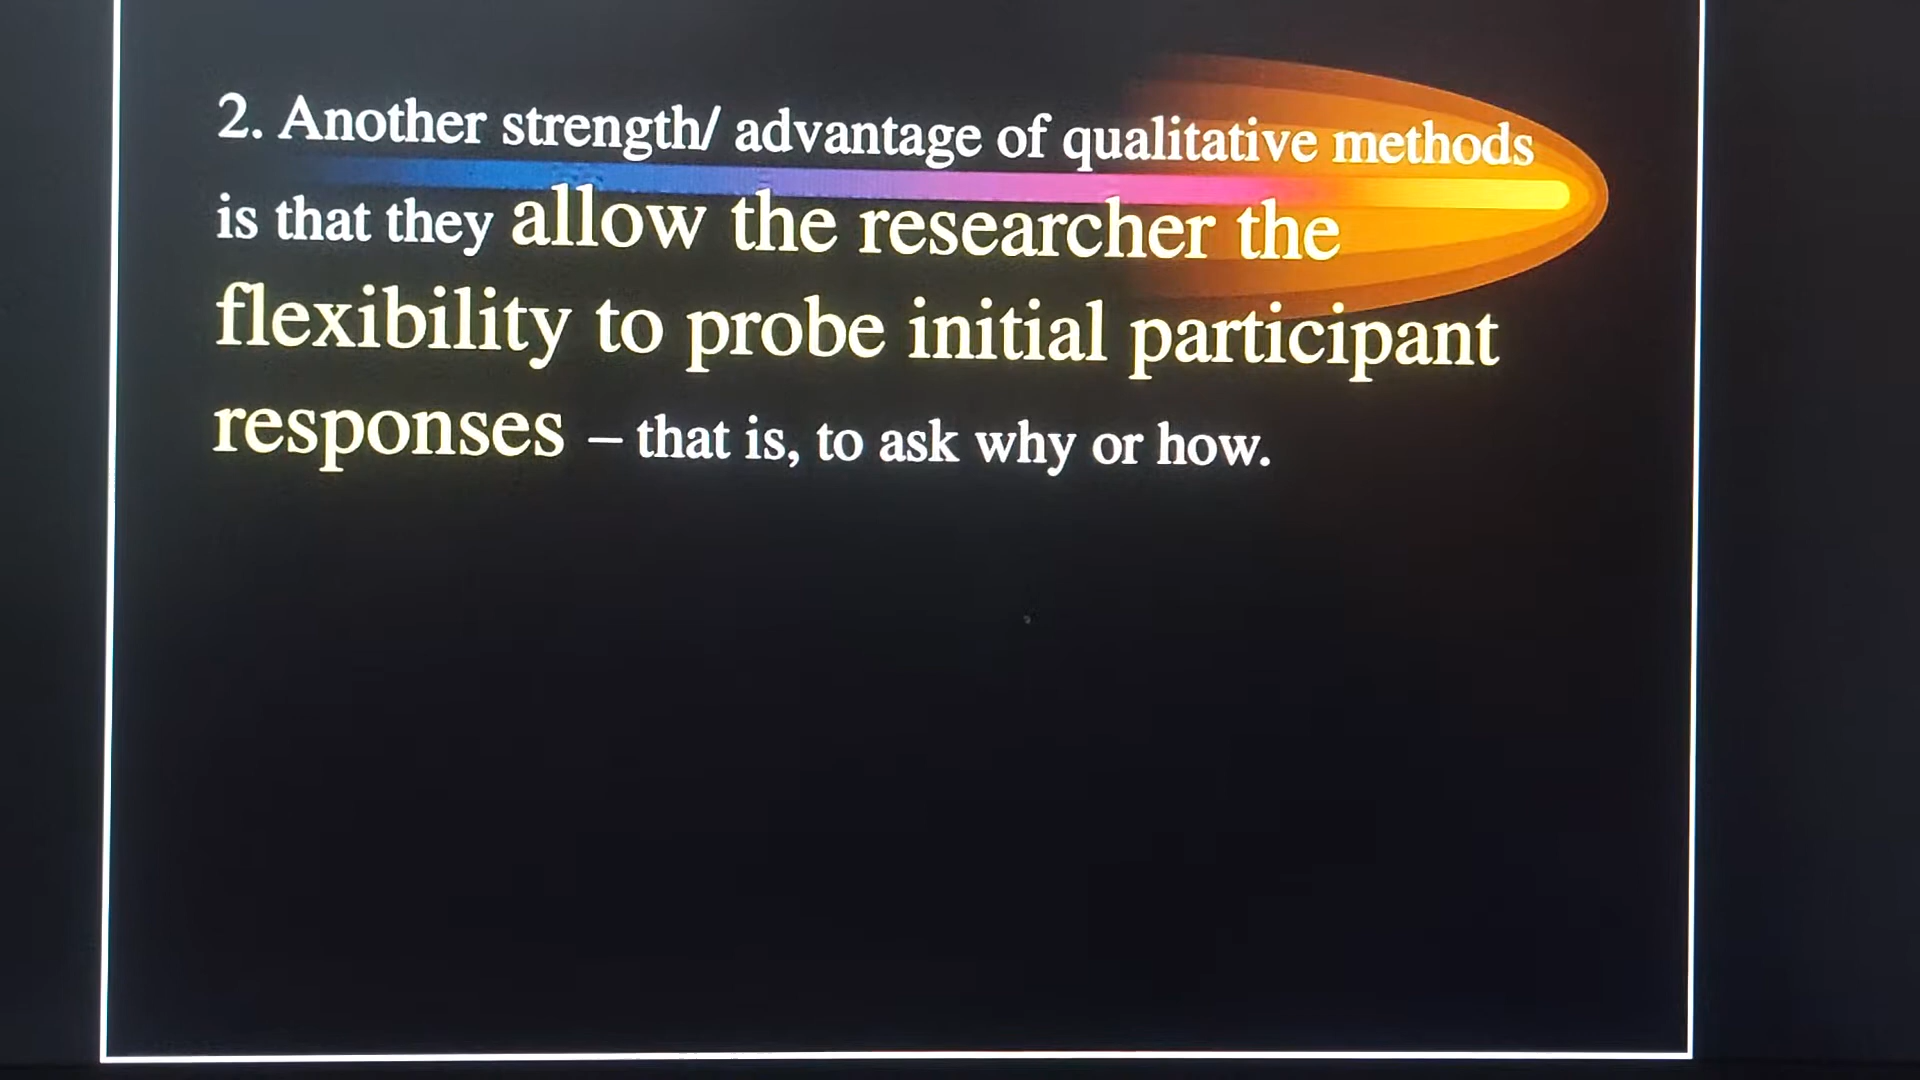 2. Another strength/ advantage of qualitative methods
is that they allow the researcher the
flexibility to probe initial participant
responses – that is, to ask why or how.